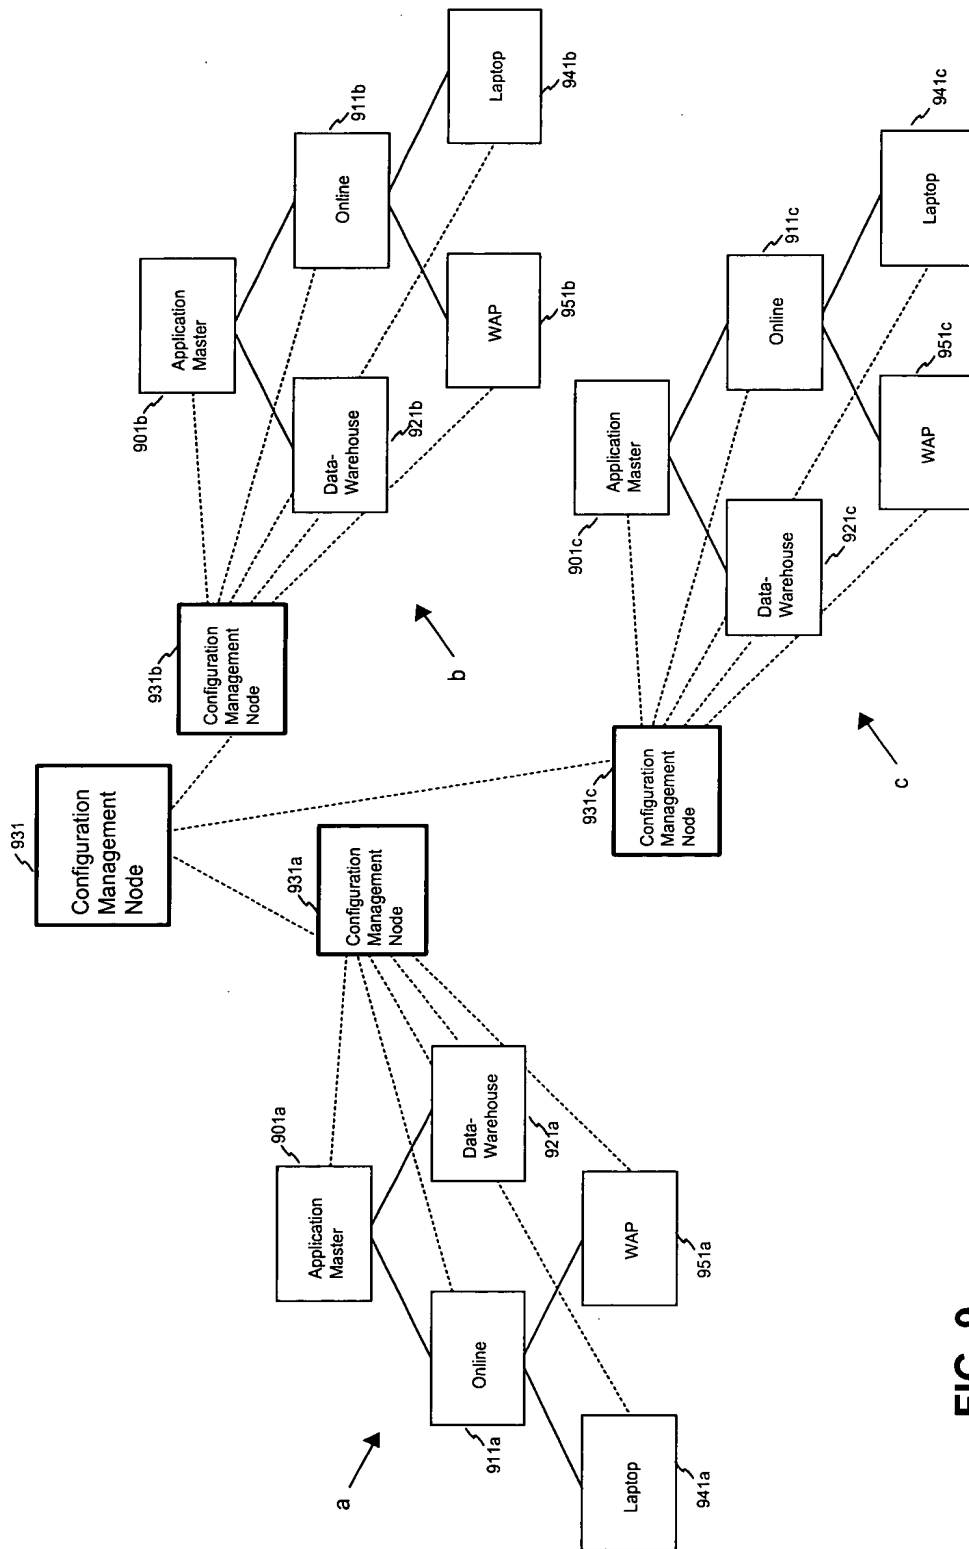 931
Configuration
Management
Node
a
901a
Application
Master
911a
Online
921a
Data-
Warehouse
941a
Laptop
951a
WAP
931a
Configuration
Management
Node
b
931b
Configuration
Management
Node
901b
Application
Master
911b
Online
921b
Data-
Warehouse
951b
WAP
941b
Laptop
c
931c
Configuration
Management
Node
901c
Application
Master
911c
Online
921c
Data-
Warehouse
951c
WAP
941c
Laptop
FIG. 9